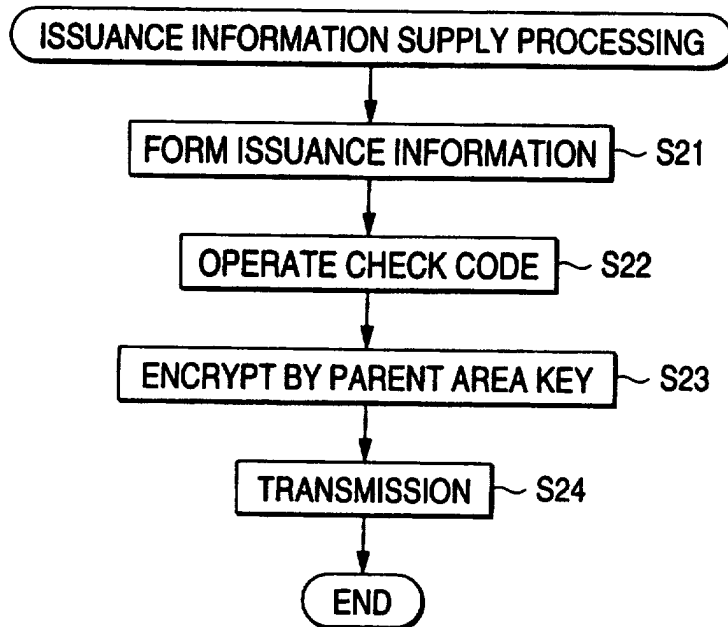 ISSUANCE INFORMATION SUPPLY PROCESSING
FORM ISSUANCE INFORMATION ~ S21
OPERATE CHECK CODE ~ S22
ENCRYPT BY PARENT AREA KEY ~ S23
TRANSMISSION ~ S24
END